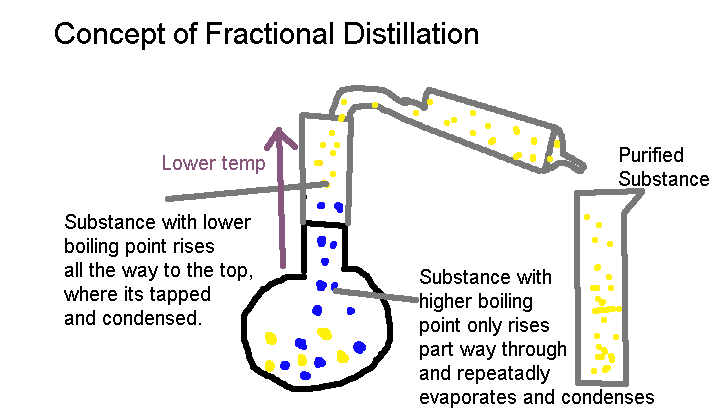 Concept of Fractional Distillation
Lower temp
Purified
Substance
Substance with lower
boiling point rises
all the way to the top,
where its tapped
and condensed.
Substance with
higher boiling
point only rises
part way through
and repeatadly
evaporates and condenses